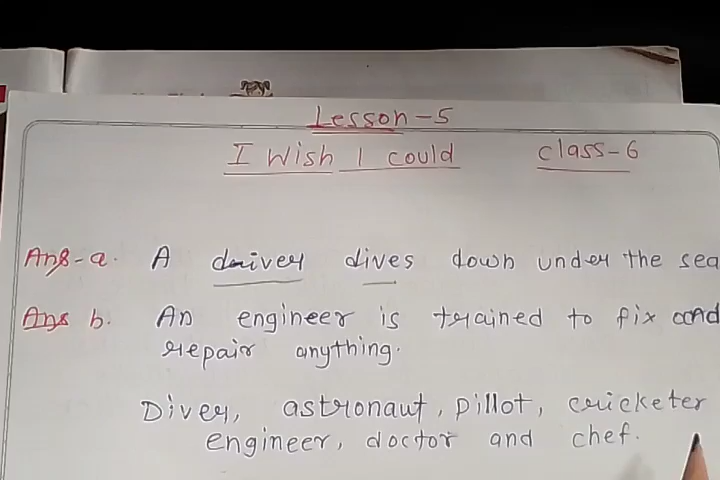 Lesson-5
I Wish I could class-6
Ans-a. A driver dives down under the sea
Ans b. An engineer is trained to fix and
repair anything.
Diver, astronaut, pillot, cricketer
engineer, doctor and chef.